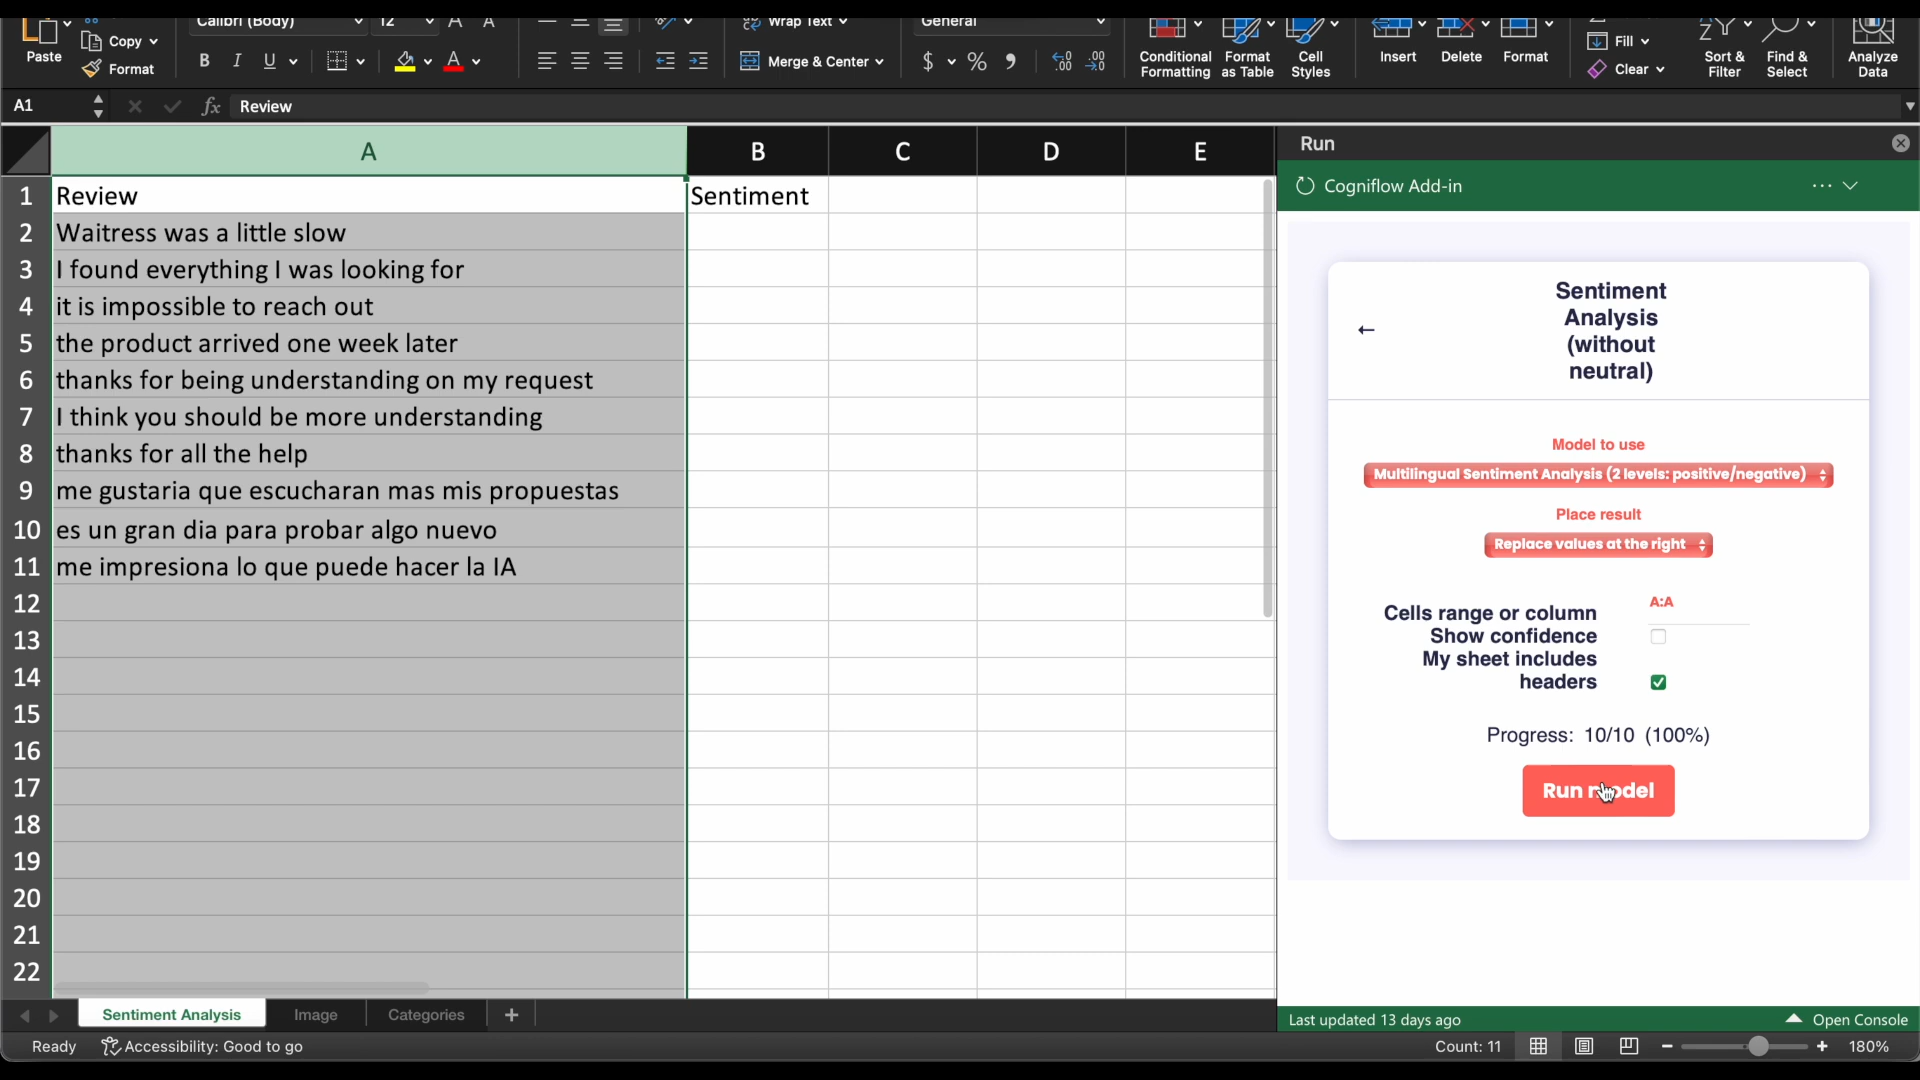 Calibri (Body) 12 Wrap Text General
Paste Copy Format B I U Merge & Center $ % , Conditional Formatting Format as Table Cell Styles Insert Delete Format Fill Clear Sort & Filter Find & Select Analyze Data
A1 fx Review
A B C D E
1 Review Sentiment
2 Waitress was a little slow
3 I found everything I was looking for
4 it is impossible to reach out
5 the product arrived one week later
6 thanks for being understanding on my request
7 I think you should be more understanding
8 thanks for all the help
9 me gustaria que escucharan mas mis propuestas
10 es un gran dia para probar algo nuevo
11 me impresiona lo que puede hacer la IA
12
13
14
15
16
17
18
19
20
21
22
Run
Cogniflow Add-in
Sentiment
Analysis
(without
neutral)
Model to use
Multilingual Sentiment Analysis (2 levels: positive/negative)
Place result
Replace values at the right
Cells range or column A:A
Show confidence
My sheet includes
headers
Progress: 10/10 (100%)
Run model
Sentiment Analysis Image Categories +
Last updated 13 days ago Open Console
Ready Accessibility: Good to go Count: 11 180%